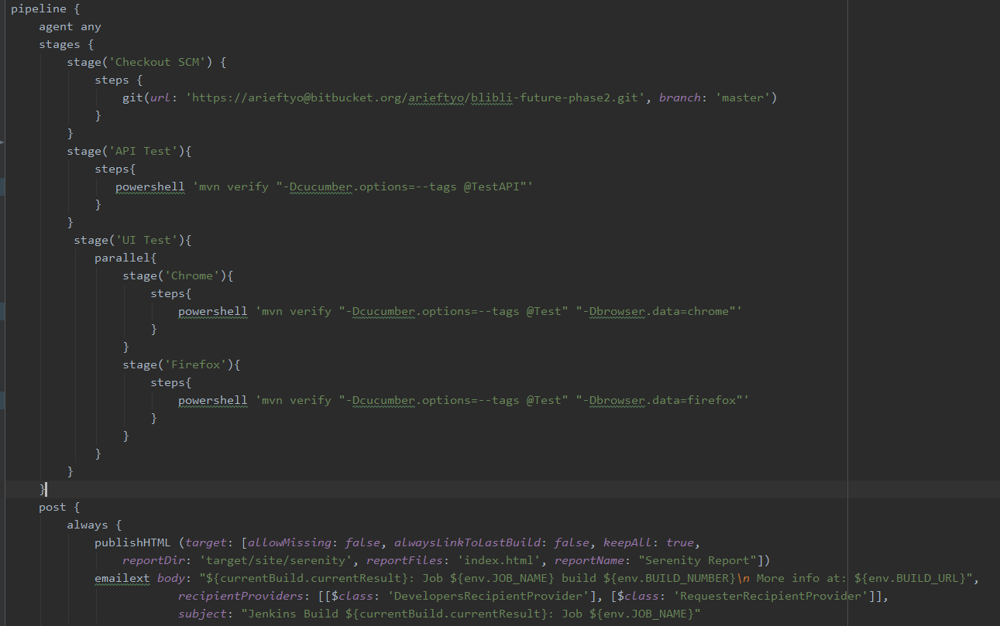 pipeline {
    agent any
    stages {
        stage('Checkout SCM') {
            steps {
                git(url: 'https://arieftyo@bitbucket.org/arieftyo/blibli-future-phase2.git', branch: 'master')
            }
        }
        stage('API Test'){
            steps{
               powershell 'mvn verify "-Dcucumber.options=--tags @TestAPI"'
            }
        }
         stage('UI Test'){
            parallel{
                stage('Chrome'){
                    steps{
                        powershell 'mvn verify "-Dcucumber.options=--tags @Test" "-Dbrowser.data=chrome"'
                    }
                }
                stage('Firefox'){
                    steps{
                        powershell 'mvn verify "-Dcucumber.options=--tags @Test" "-Dbrowser.data=firefox"'
                    }
                }
            }
        }
    }
    post {
        always {
            publishHTML (target: [allowMissing: false, alwaysLinkToLastBuild: false, keepAll: true,
                reportDir: 'target/site/serenity', reportFiles: 'index.html', reportName: "Serenity Report"])
            emailext body: "${currentBuild.currentResult}: Job ${env.JOB_NAME} build ${env.BUILD_NUMBER}\n More info at: ${env.BUILD_URL}",
                        recipientProviders: [[$class: 'DevelopersRecipientProvider'], [$class: 'RequesterRecipientProvider']],
                        subject: "Jenkins Build ${currentBuild.currentResult}: Job ${env.JOB_NAME}"